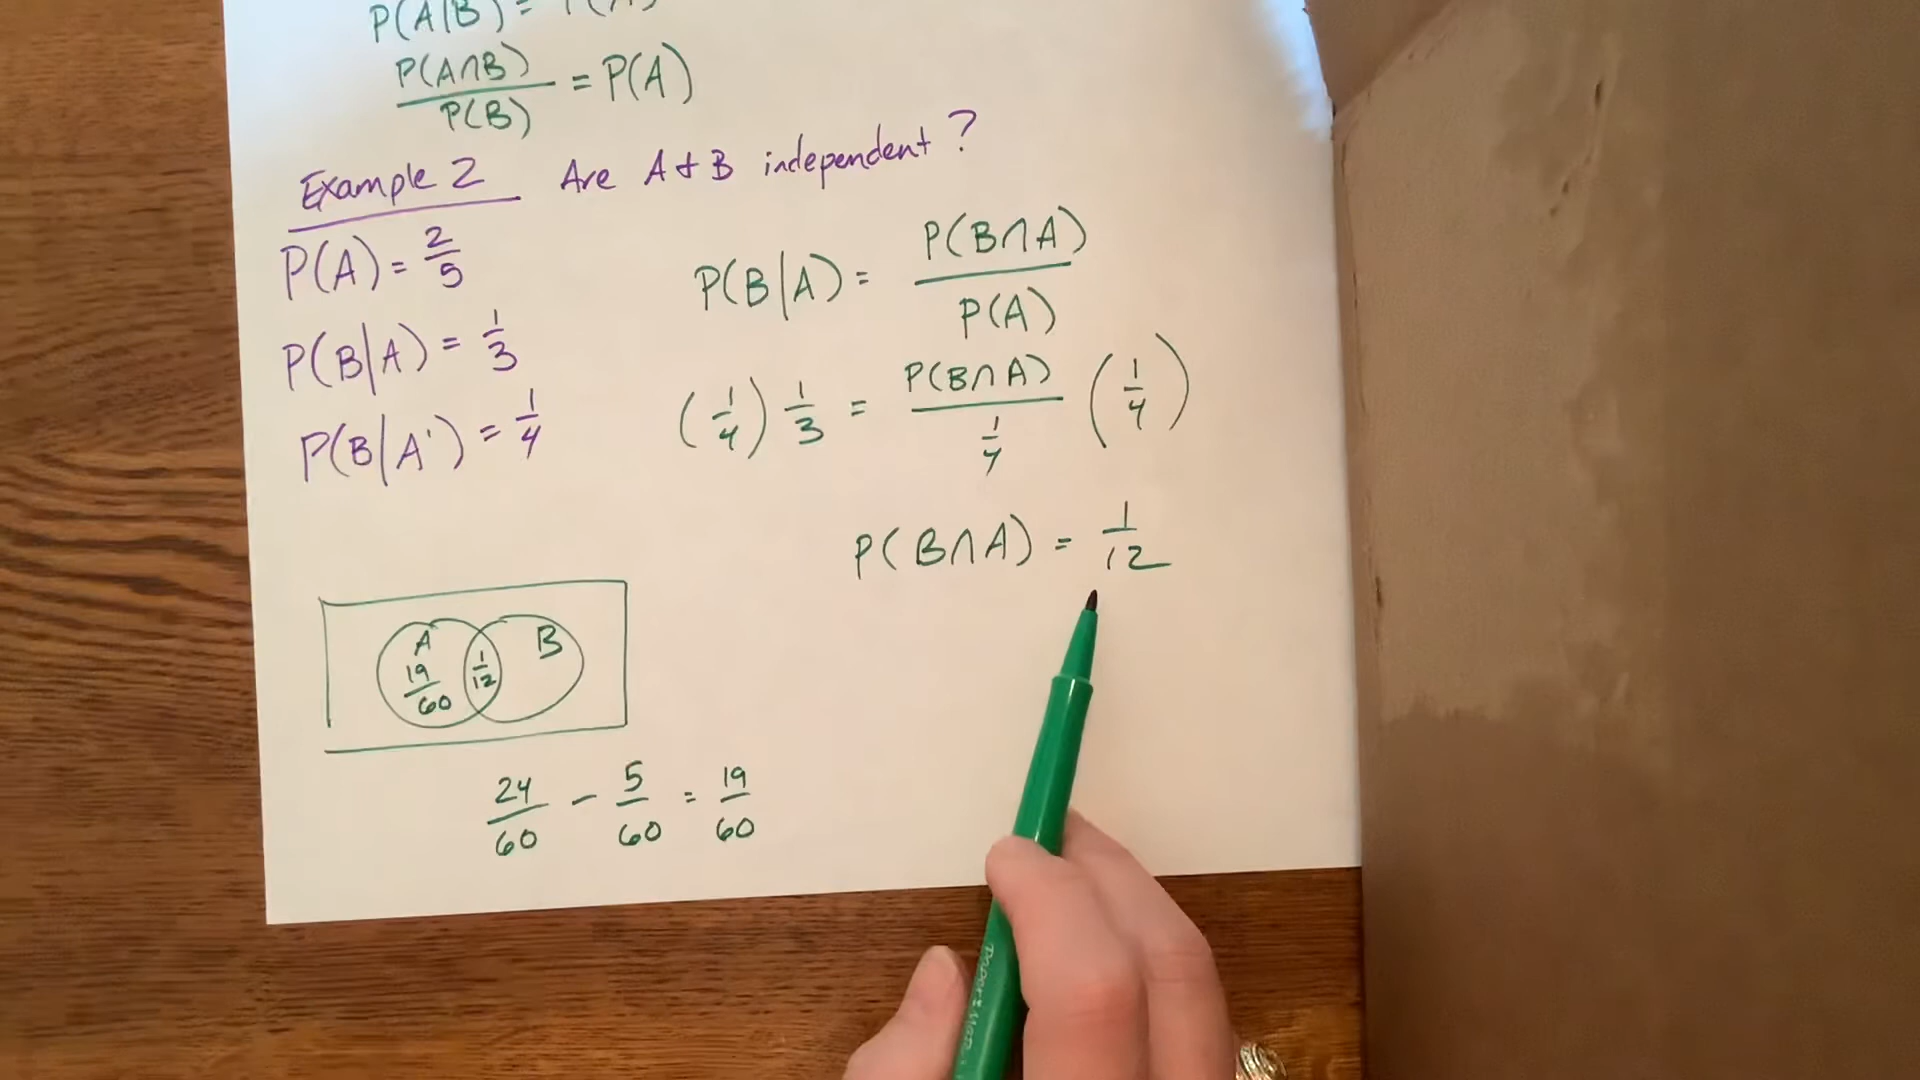 P(A|B) = P(A)
P(A∩B)/P(B) = P(A)
Example 2 Are A & B independent?
P(A) = 2/5
P(B|A) = 1/3
P(B|A') = 1/4
P(B|A) = P(B∩A)/P(A)
(1/4) 1/3 = P(B∩A)/(1/4) (1/4)
P(B∩A) = 1/12
A B
19/60 1/12
24/60 - 5/60 = 19/60